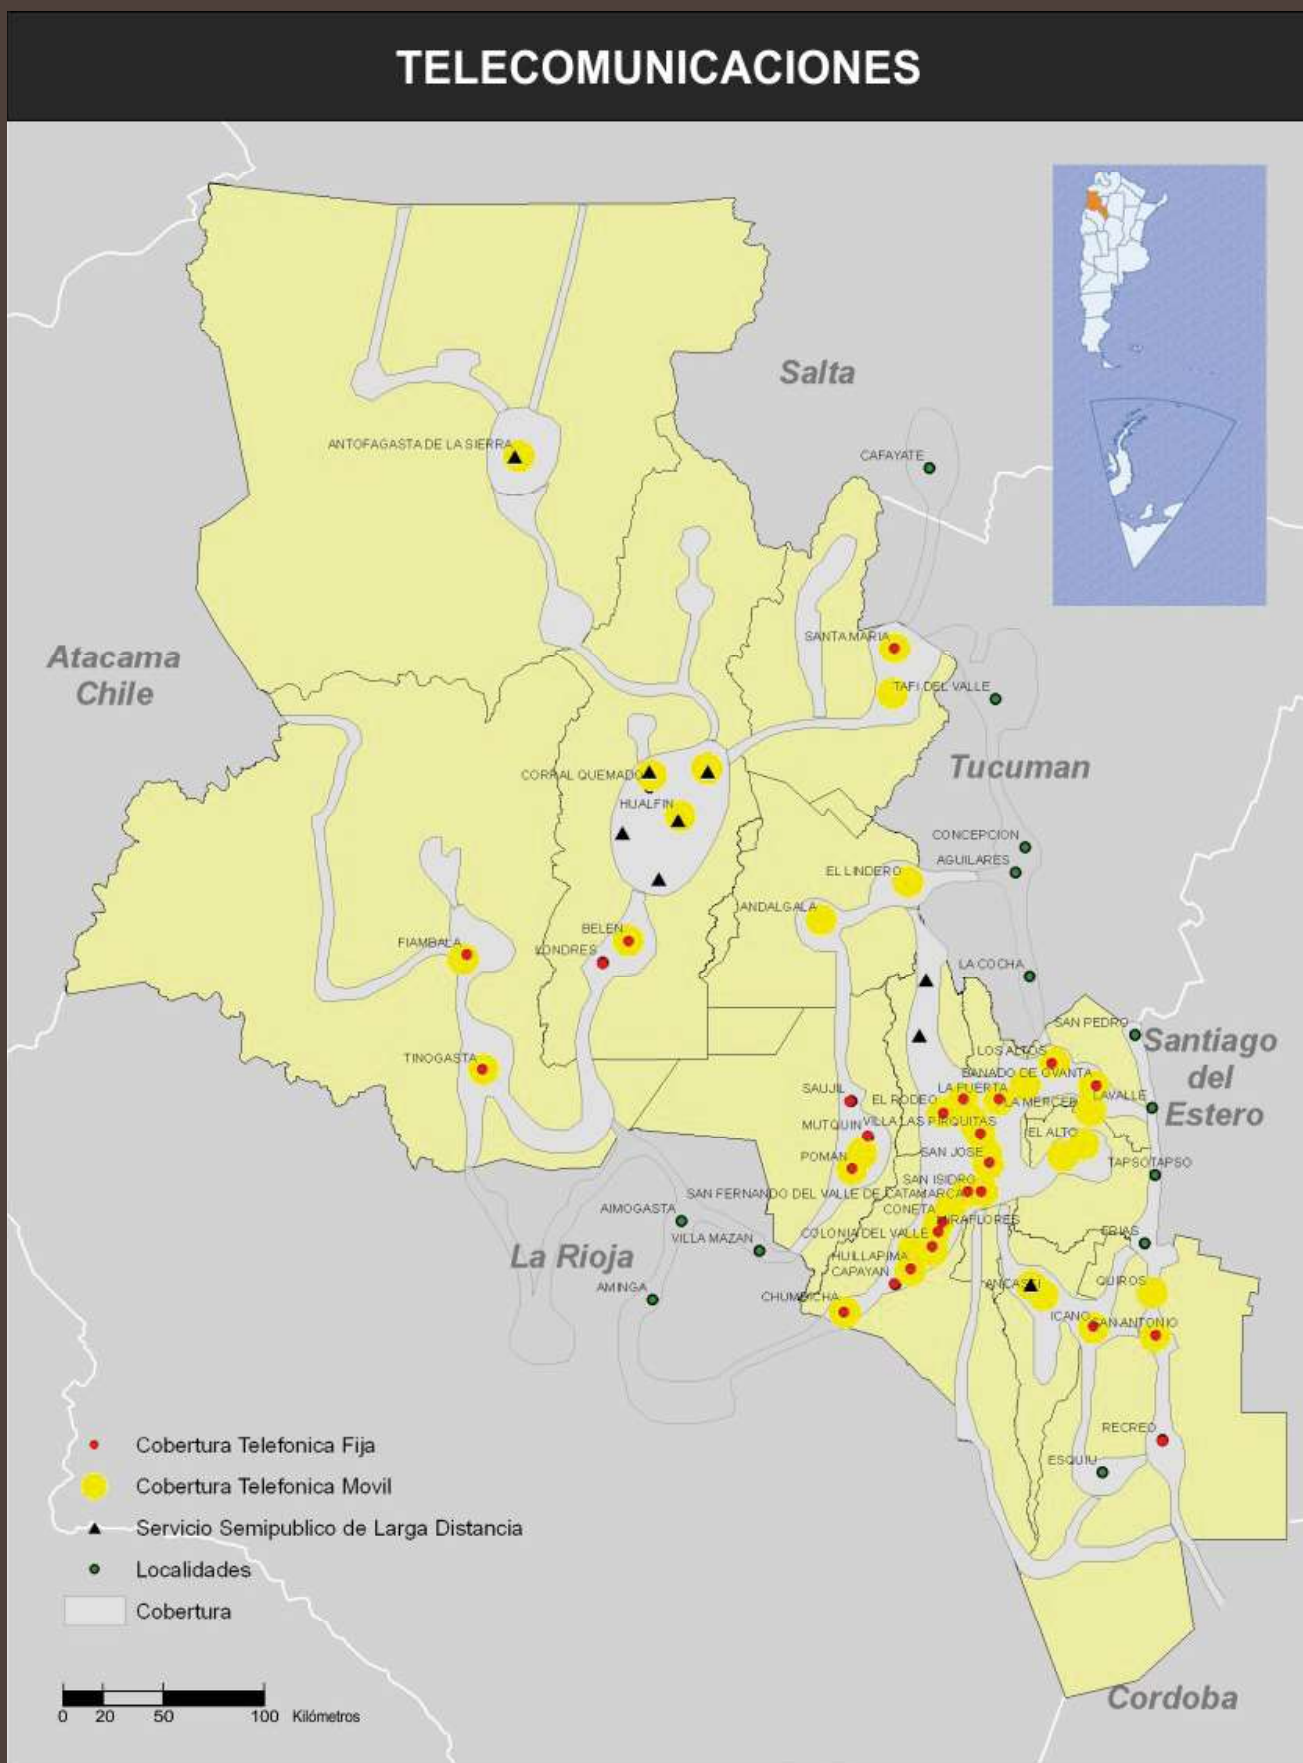 TELECOMUNICACIONES
Salta
ANTOFAGASTA DE LA SIERRA
CAFAYATE
SANTA MARIA
Atacama
Chile
TAFI DEL VALLE
Tucuman
CORRAL QUEMADO
HUALFIN
CONCEPCION
AGUILARES
EL LINDERO
ANDALGALA
BELEN
FIAMBALA
LONDRES
LA COCHA
SAN PEDRO
Santiago
del
Estero
LOS ALTOS
TINOGASTA
BANADO DE OVANTA
SAUJIL
EL RODEO
LA PUERTA
LA MERCED
LAVALLE
MUTQUIN
VILLA LAS PIRQUITAS
EL ALTO
POMAN
SAN JOSE
TAPSOTAPSO
SAN ISIDRO
SAN FERNANDO DEL VALLE DE CATAMARCA
AIMOGASTA
CONETA
MIRAFLORES
VILLA MAZAN
COLONIA DEL VALLE
FRIAS
La Rioja
HUILLAPIMA
CAPAYAN
AMINGA
CHUMBICHA
ANCASTI
QUIROS
ICANO
SAN ANTONIO
RECREO
ESQUIU
Cobertura Telefonica Fija
Cobertura Telefonica Movil
Servicio Semipublico de Larga Distancia
Localidades
Cobertura
Cordoba
0 20 50 100 Kilómetros